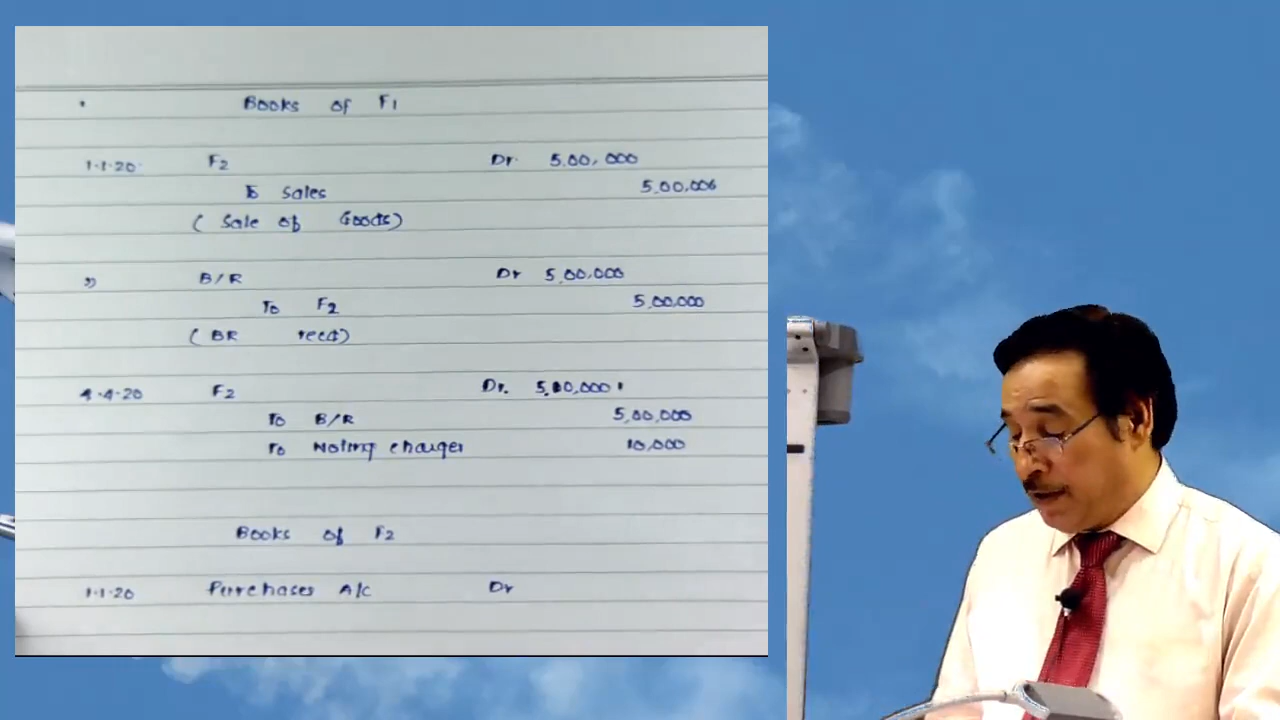 Books of F1
1-1-20 F2 Dr. 5,00,000
To Sales 5,00,000
( Sale of Goods)
" B/R Dr 5,00,000
To F2 5,00,000
( BR recd)
4-4-20 F2 Dr. 5,10,000
To B/R 5,00,000
To Noting charges 10,000
Books of F2
1-1-20 Purchases A/c Dr